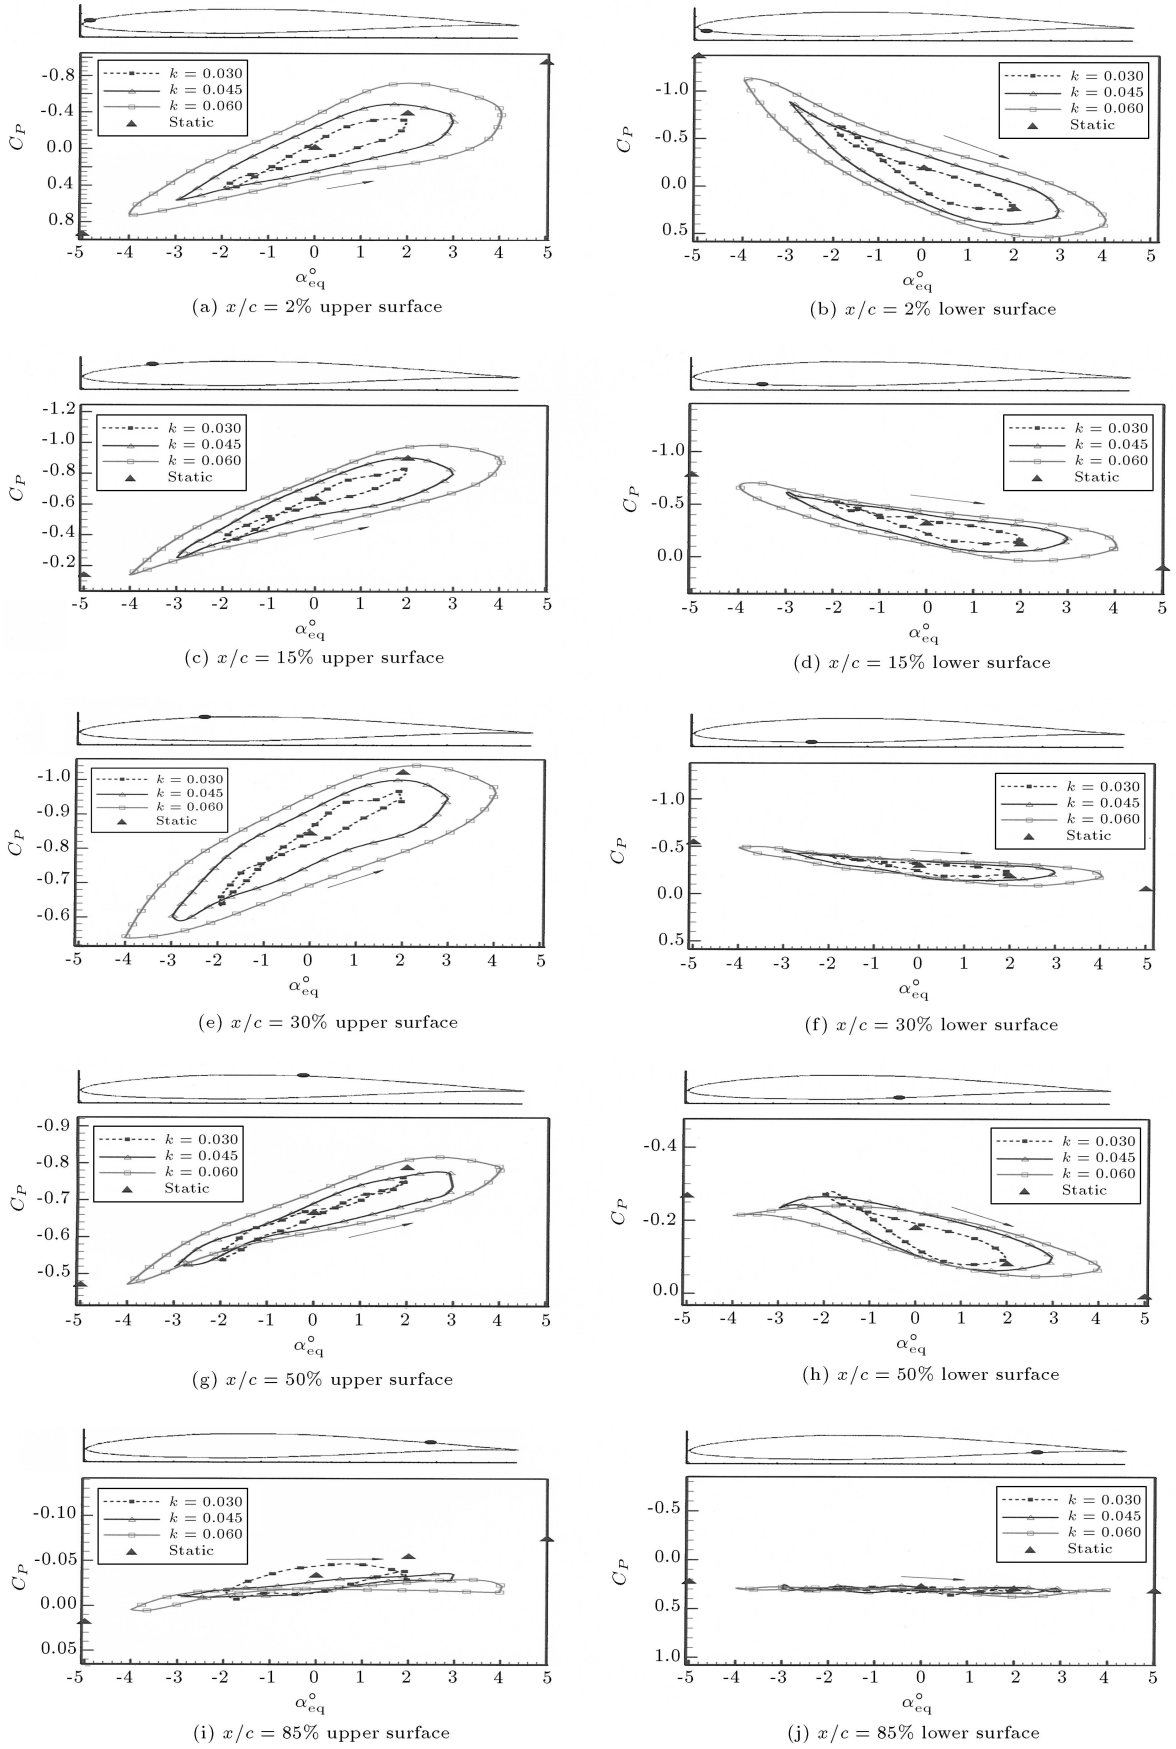 -0.8
-0.4
0.0
0.4
0.8
C_P
k = 0.030
k = 0.045
k = 0.060
Static
-5 -4 -3 -2 -1 0 1 2 3 4 5
α°eq
(a) x/c = 2% upper surface
-1.0
-0.5
0.0
0.5
C_P
k = 0.030
k = 0.045
k = 0.060
Static
-5 -4 -3 -2 -1 0 1 2 3 4 5
α°eq
(b) x/c = 2% lower surface
-1.2
-1.0
-0.8
-0.6
-0.4
-0.2
C_P
k = 0.030
k = 0.045
k = 0.060
Static
-5 -4 -3 -2 -1 0 1 2 3 4 5
α°eq
(c) x/c = 15% upper surface
-1.0
-0.5
0.0
C_P
k = 0.030
k = 0.045
k = 0.060
Static
-5 -4 -3 -2 -1 0 1 2 3 4 5
α°eq
(d) x/c = 15% lower surface
-1.0
-0.9
-0.8
-0.7
-0.6
C_P
k = 0.030
k = 0.045
k = 0.060
Static
-5 -4 -3 -2 -1 0 1 2 3 4 5
α°eq
(e) x/c = 30% upper surface
-1.0
-0.5
0.0
0.5
C_P
k = 0.030
k = 0.045
k = 0.060
Static
-5 -4 -3 -2 -1 0 1 2 3 4 5
α°eq
(f) x/c = 30% lower surface
-0.9
-0.8
-0.7
-0.6
-0.5
C_P
k = 0.030
k = 0.045
k = 0.060
Static
-5 -4 -3 -2 -1 0 1 2 3 4 5
α°eq
(g) x/c = 50% upper surface
-0.4
-0.2
0.0
C_P
k = 0.030
k = 0.045
k = 0.060
Static
-5 -4 -3 -2 -1 0 1 2 3 4 5
α°eq
(h) x/c = 50% lower surface
-0.10
-0.05
0.00
0.05
C_P
k = 0.030
k = 0.045
k = 0.060
Static
-5 -4 -3 -2 -1 0 1 2 3 4 5
α°eq
(i) x/c = 85% upper surface
-0.5
0.0
0.5
1.0
C_P
k = 0.030
k = 0.045
k = 0.060
Static
-5 -4 -3 -2 -1 0 1 2 3 4 5
α°eq
(j) x/c = 85% lower surface